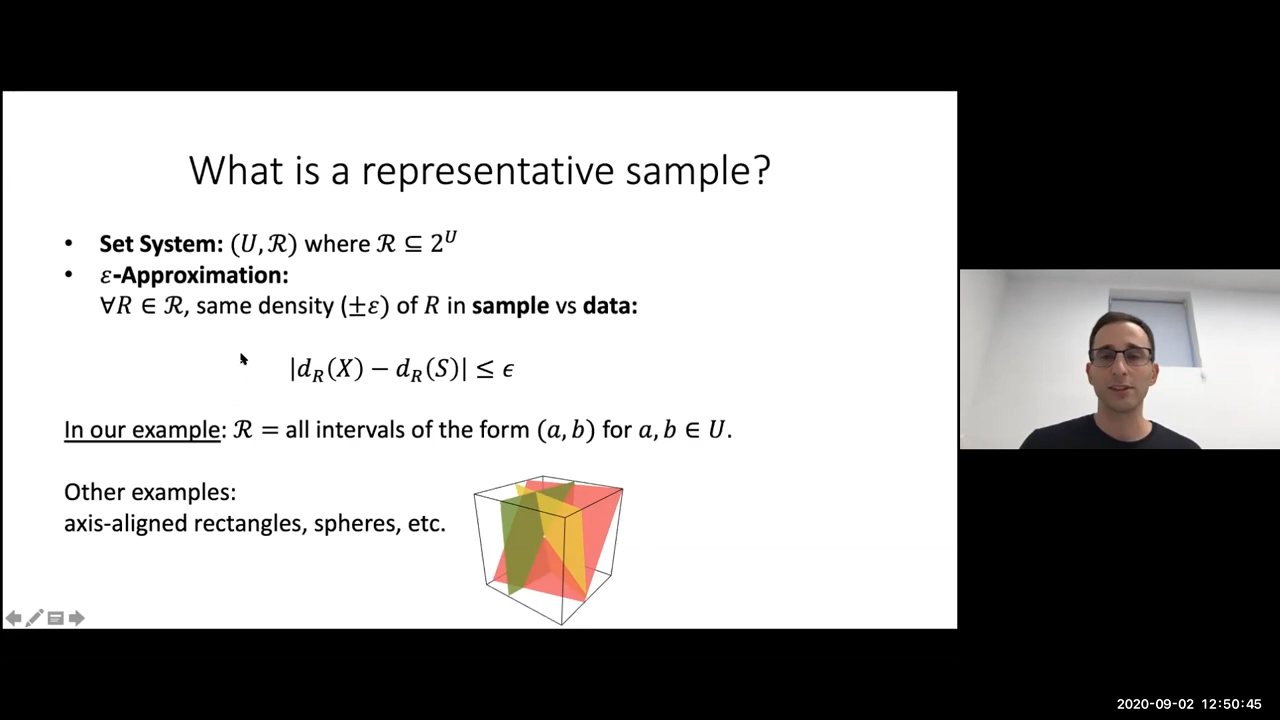 What is a representative sample?
• Set System: (U, ℛ) where ℛ ⊆ 2^U
• ε-Approximation:
∀R ∈ ℛ, same density (±ε) of R in sample vs data:
|d_R(X) − d_R(S)| ≤ ϵ
In our example: ℛ = all intervals of the form (a, b) for a, b ∈ U.
Other examples:
axis-aligned rectangles, spheres, etc.
2020-09-02 12:50:45